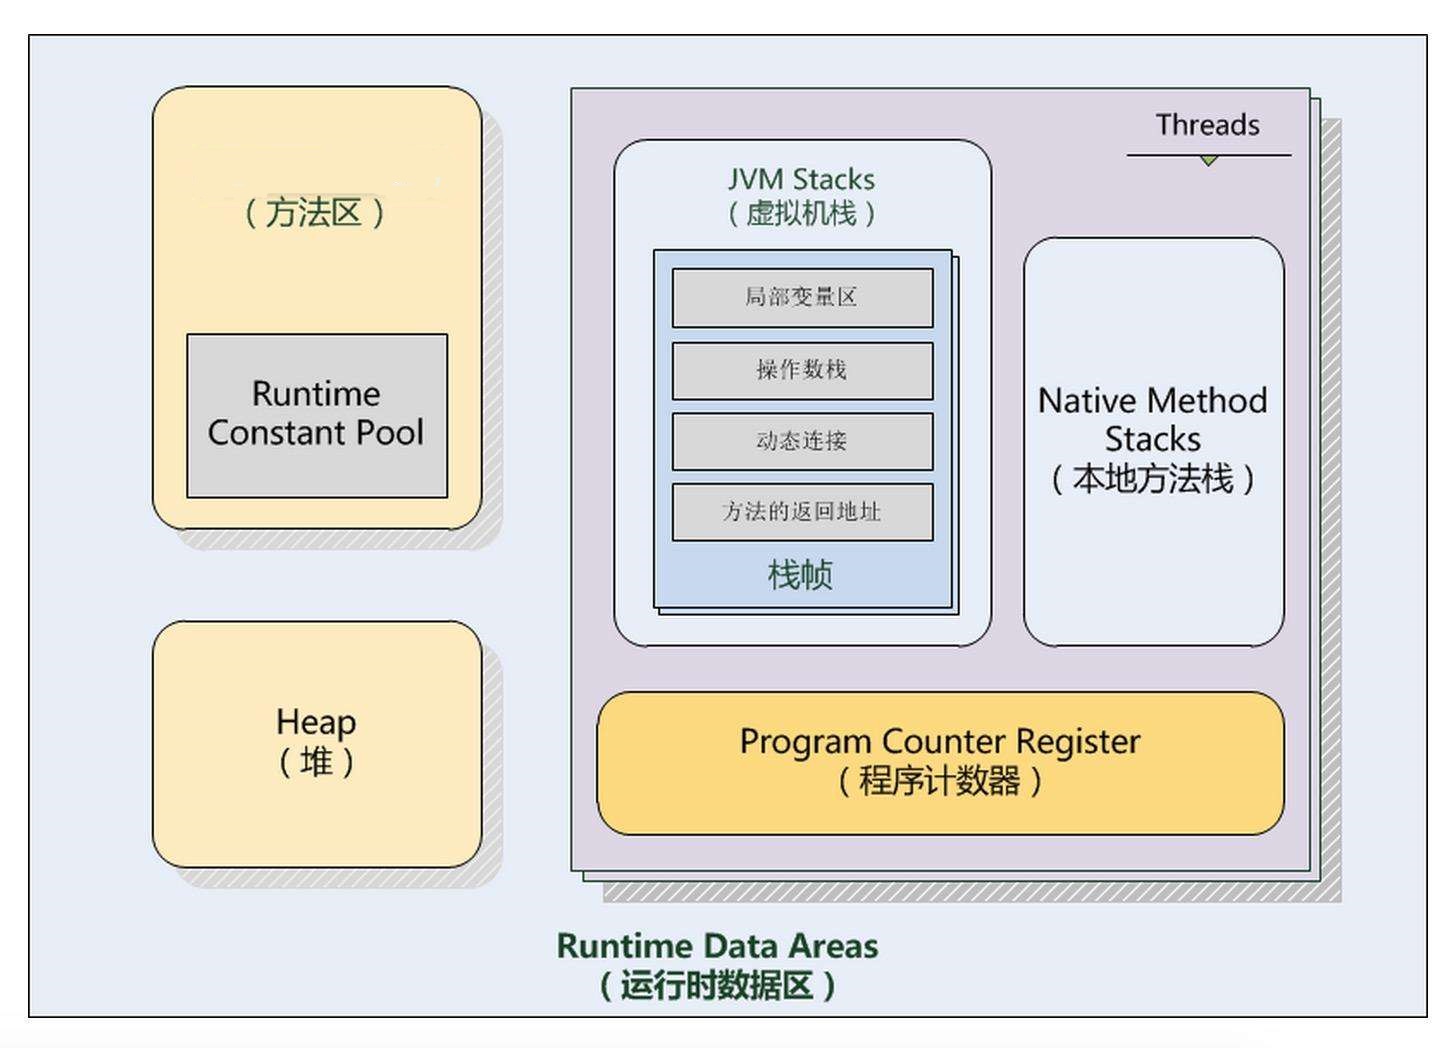 （方法区）
Runtime
Constant Pool
Heap
（堆）
Threads
JVM Stacks
（虚拟机栈）
局部变量区
操作数栈
动态连接
方法的返回地址
栈帧
Native Method
Stacks
（本地方法栈）
Program Counter Register
（程序计数器）
Runtime Data Areas
（运行时数据区）